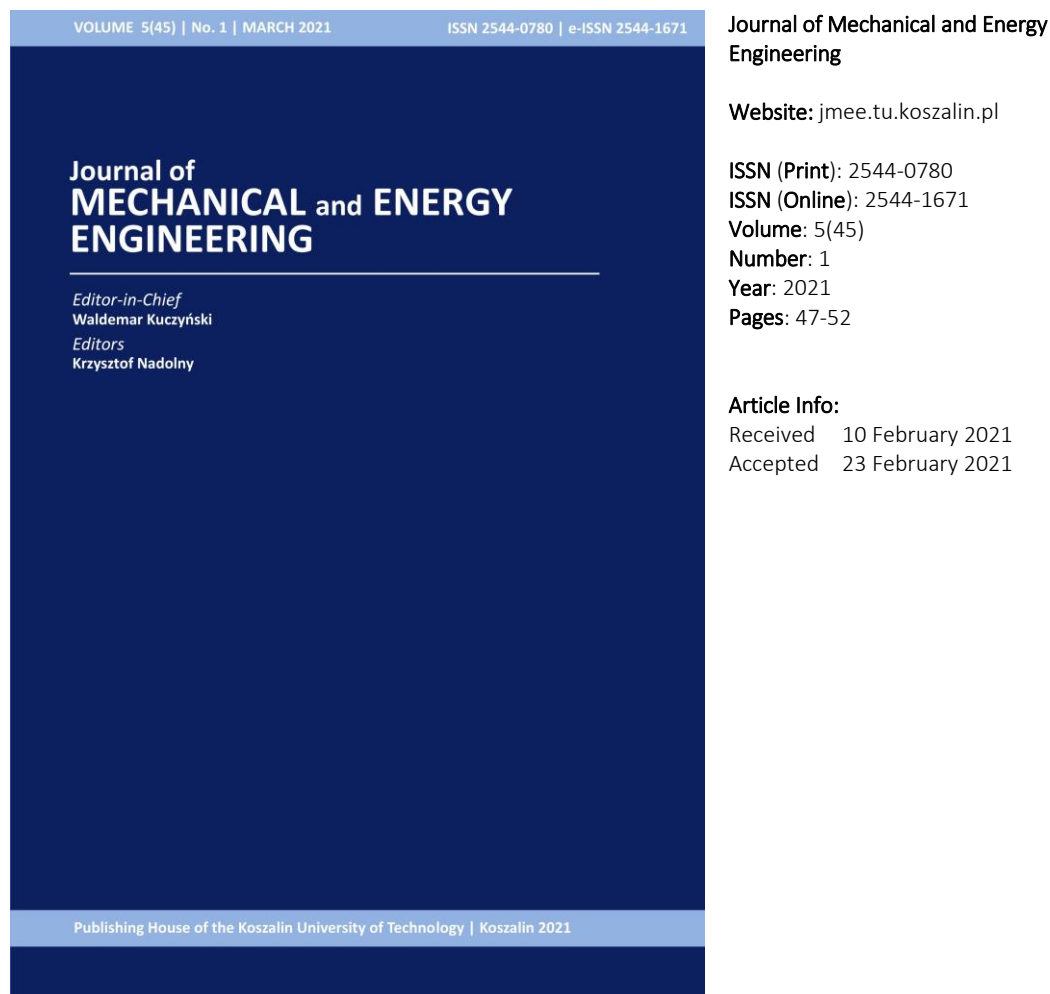 VOLUME 5(45) | No. 1 | MARCH 2021
ISSN 2544-0780 | e-ISSN 2544-1671
Journal of
MECHANICAL and ENERGY
ENGINEERING
Editor-in-Chief
Waldemar Kuczyński
Editors
Krzysztof Nadolny
Publishing House of the Koszalin University of Technology | Koszalin 2021
Journal of Mechanical and Energy
Engineering
Website: jmee.tu.koszalin.pl
ISSN (Print): 2544-0780
ISSN (Online): 2544-1671
Volume: 5(45)
Number: 1
Year: 2021
Pages: 47-52
Article Info:
Received 10 February 2021
Accepted 23 February 2021